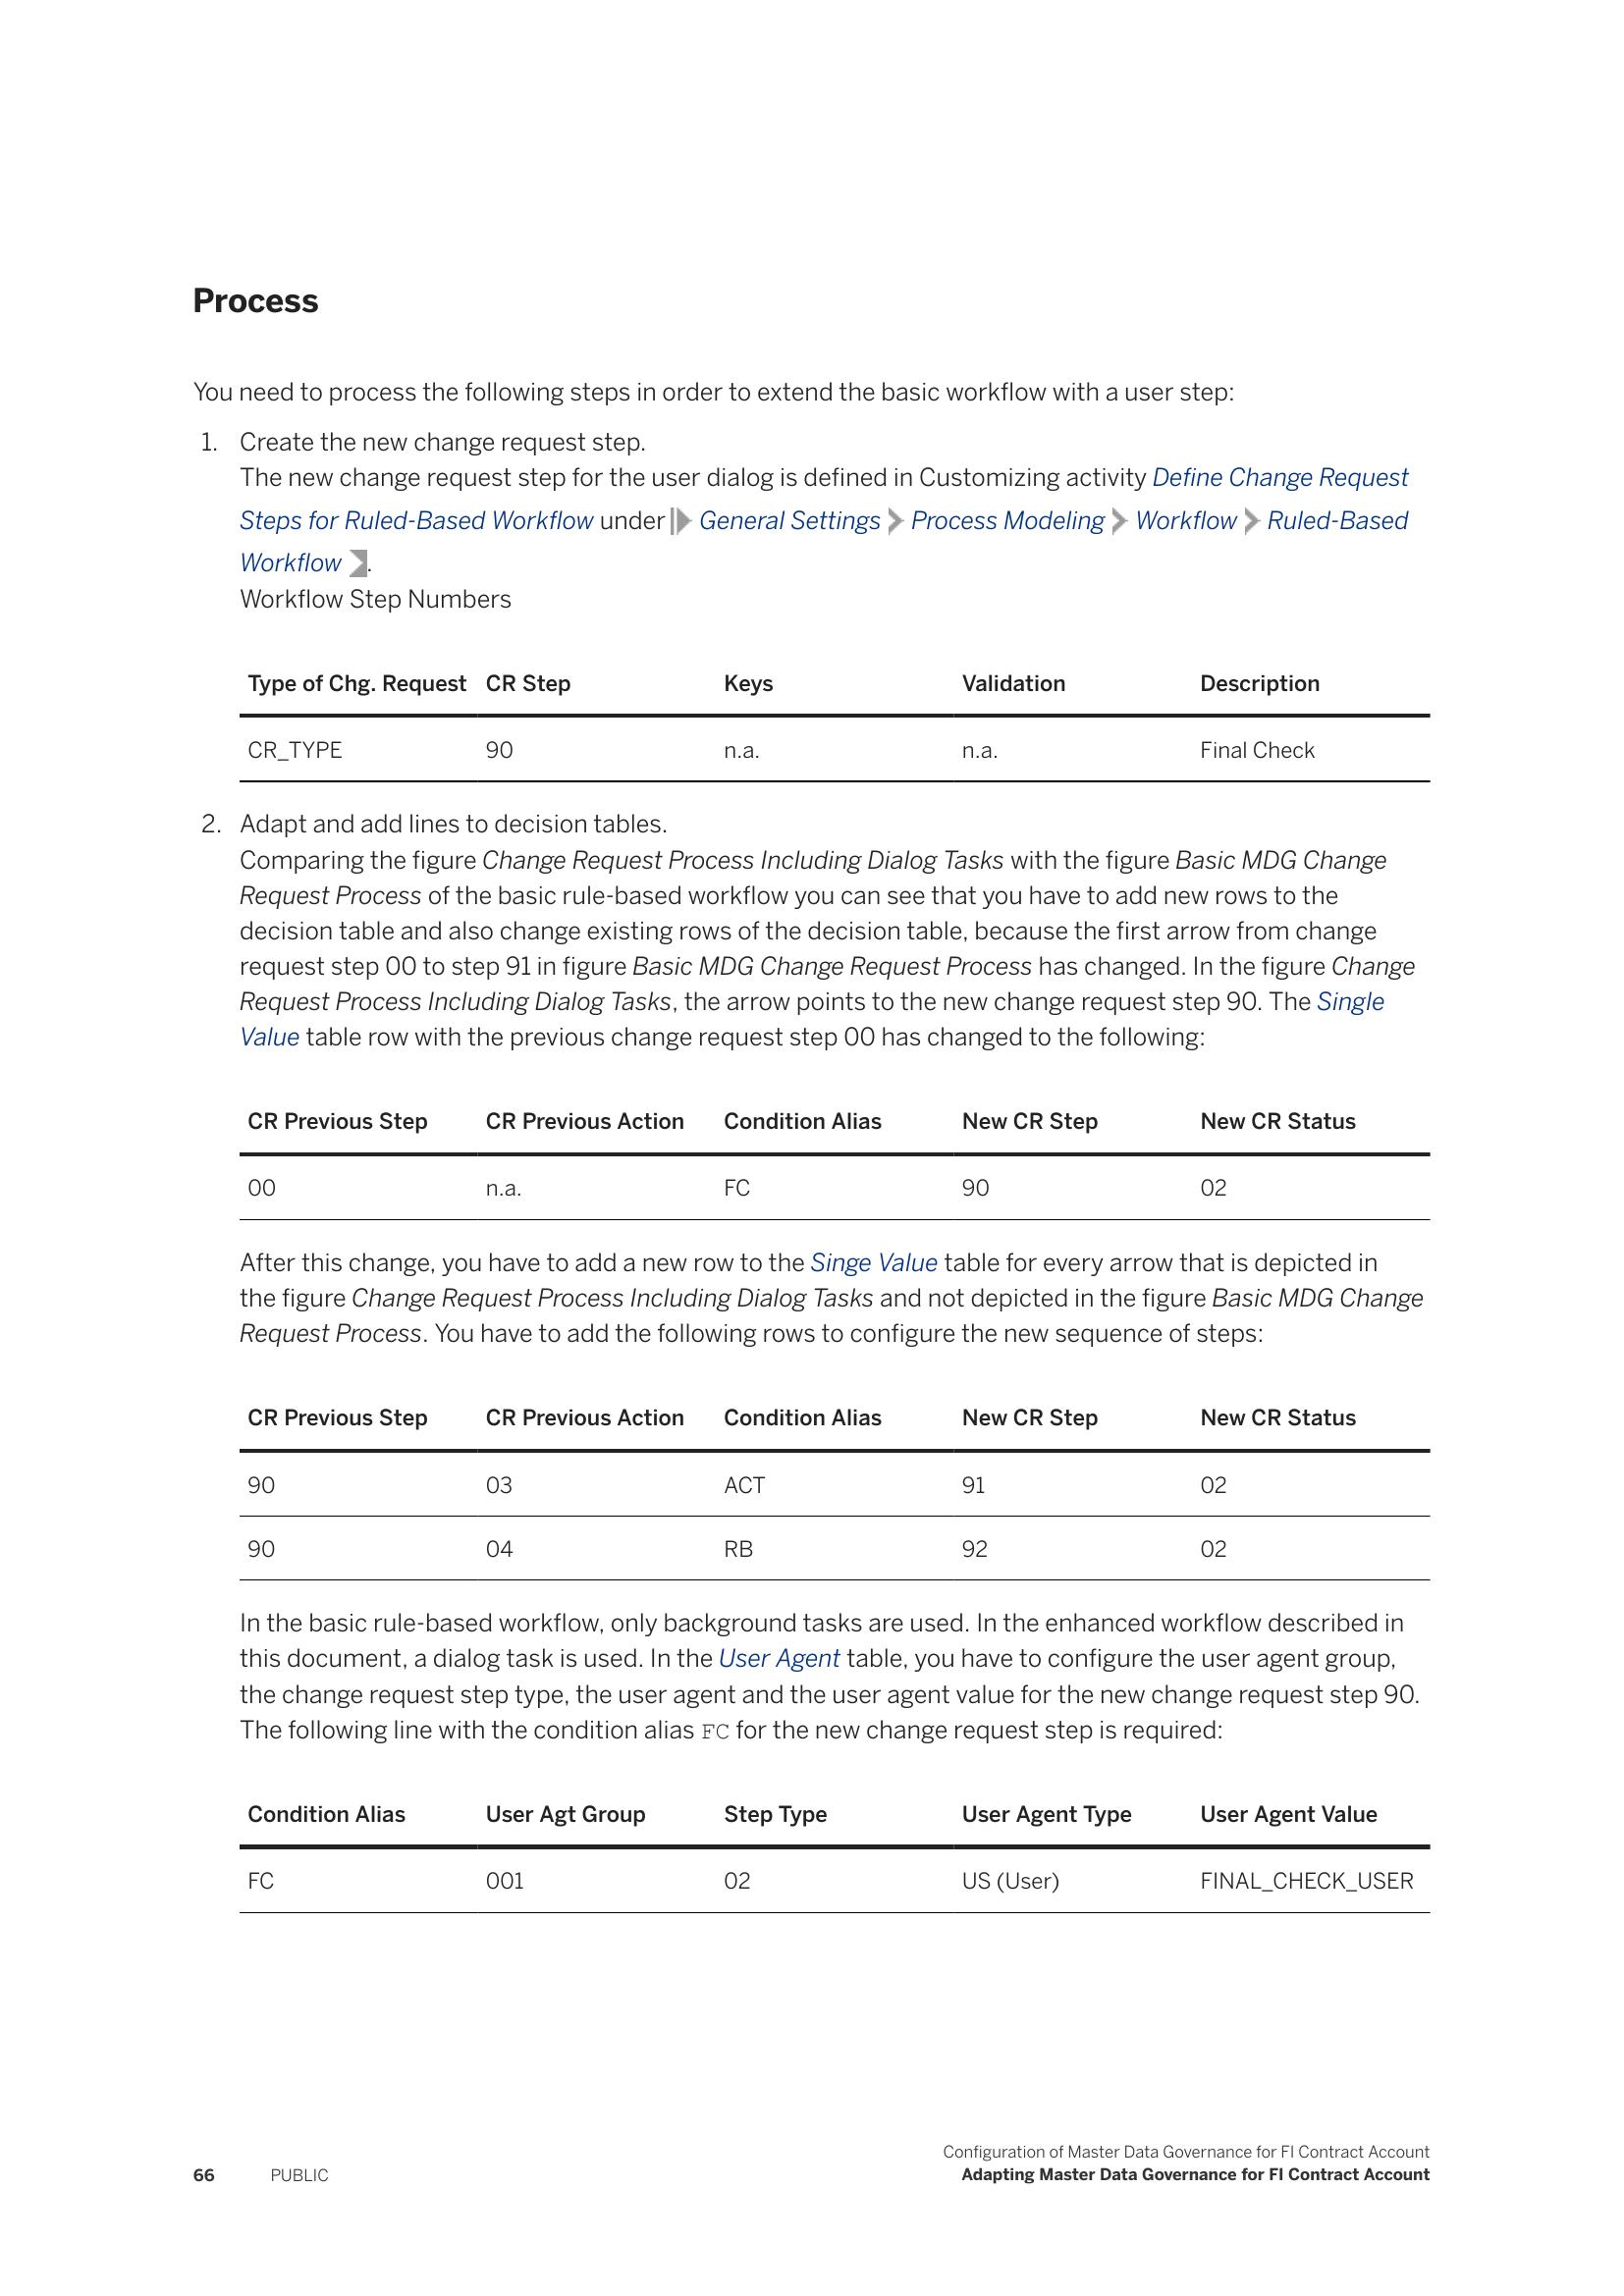 Process
You need to process the following steps in order to extend the basic workflow with a user step:
1. Create the new change request step.
The new change request step for the user dialog is defined in Customizing activity Define Change Request
Steps for Ruled-Based Workflow under General Settings Process Modeling Workflow Ruled-Based
Workflow .
Workflow Step Numbers
Type of Chg. Request CR Step Keys Validation Description
CR_TYPE 90 n.a. n.a. Final Check
2. Adapt and add lines to decision tables.
Comparing the figure Change Request Process Including Dialog Tasks with the figure Basic MDG Change
Request Process of the basic rule-based workflow you can see that you have to add new rows to the
decision table and also change existing rows of the decision table, because the first arrow from change
request step 00 to step 91 in figure Basic MDG Change Request Process has changed. In the figure Change
Request Process Including Dialog Tasks, the arrow points to the new change request step 90. The Single
Value table row with the previous change request step 00 has changed to the following:
CR Previous Step CR Previous Action Condition Alias New CR Step New CR Status
00 n.a. FC 90 02
After this change, you have to add a new row to the Singe Value table for every arrow that is depicted in
the figure Change Request Process Including Dialog Tasks and not depicted in the figure Basic MDG Change
Request Process. You have to add the following rows to configure the new sequence of steps:
CR Previous Step CR Previous Action Condition Alias New CR Step New CR Status
90 03 ACT 91 02
90 04 RB 92 02
In the basic rule-based workflow, only background tasks are used. In the enhanced workflow described in
this document, a dialog task is used. In the User Agent table, you have to configure the user agent group,
the change request step type, the user agent and the user agent value for the new change request step 90.
The following line with the condition alias FC for the new change request step is required:
Condition Alias User Agt Group Step Type User Agent Type User Agent Value
FC 001 02 US (User) FINAL_CHECK_USER
Configuration of Master Data Governance for FI Contract Account
66 PUBLIC Adapting Master Data Governance for FI Contract Account